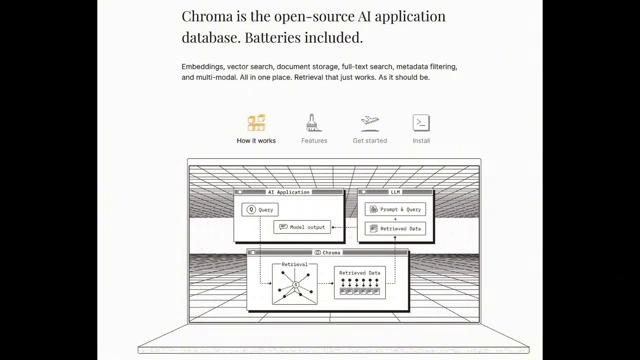 Chroma is the open-source AI application
database. Batteries included.
Embeddings, vector search, document storage, full-text search, metadata filtering,
and multi-modal. All in one place. Retrieval that just works. As it should be.
How it works
Features
Get started
Install
AI Application
Query
Model output
LLM
Prompt & Query
+
Retrieved Data
Chroma
Retrieval
Retrieved Data